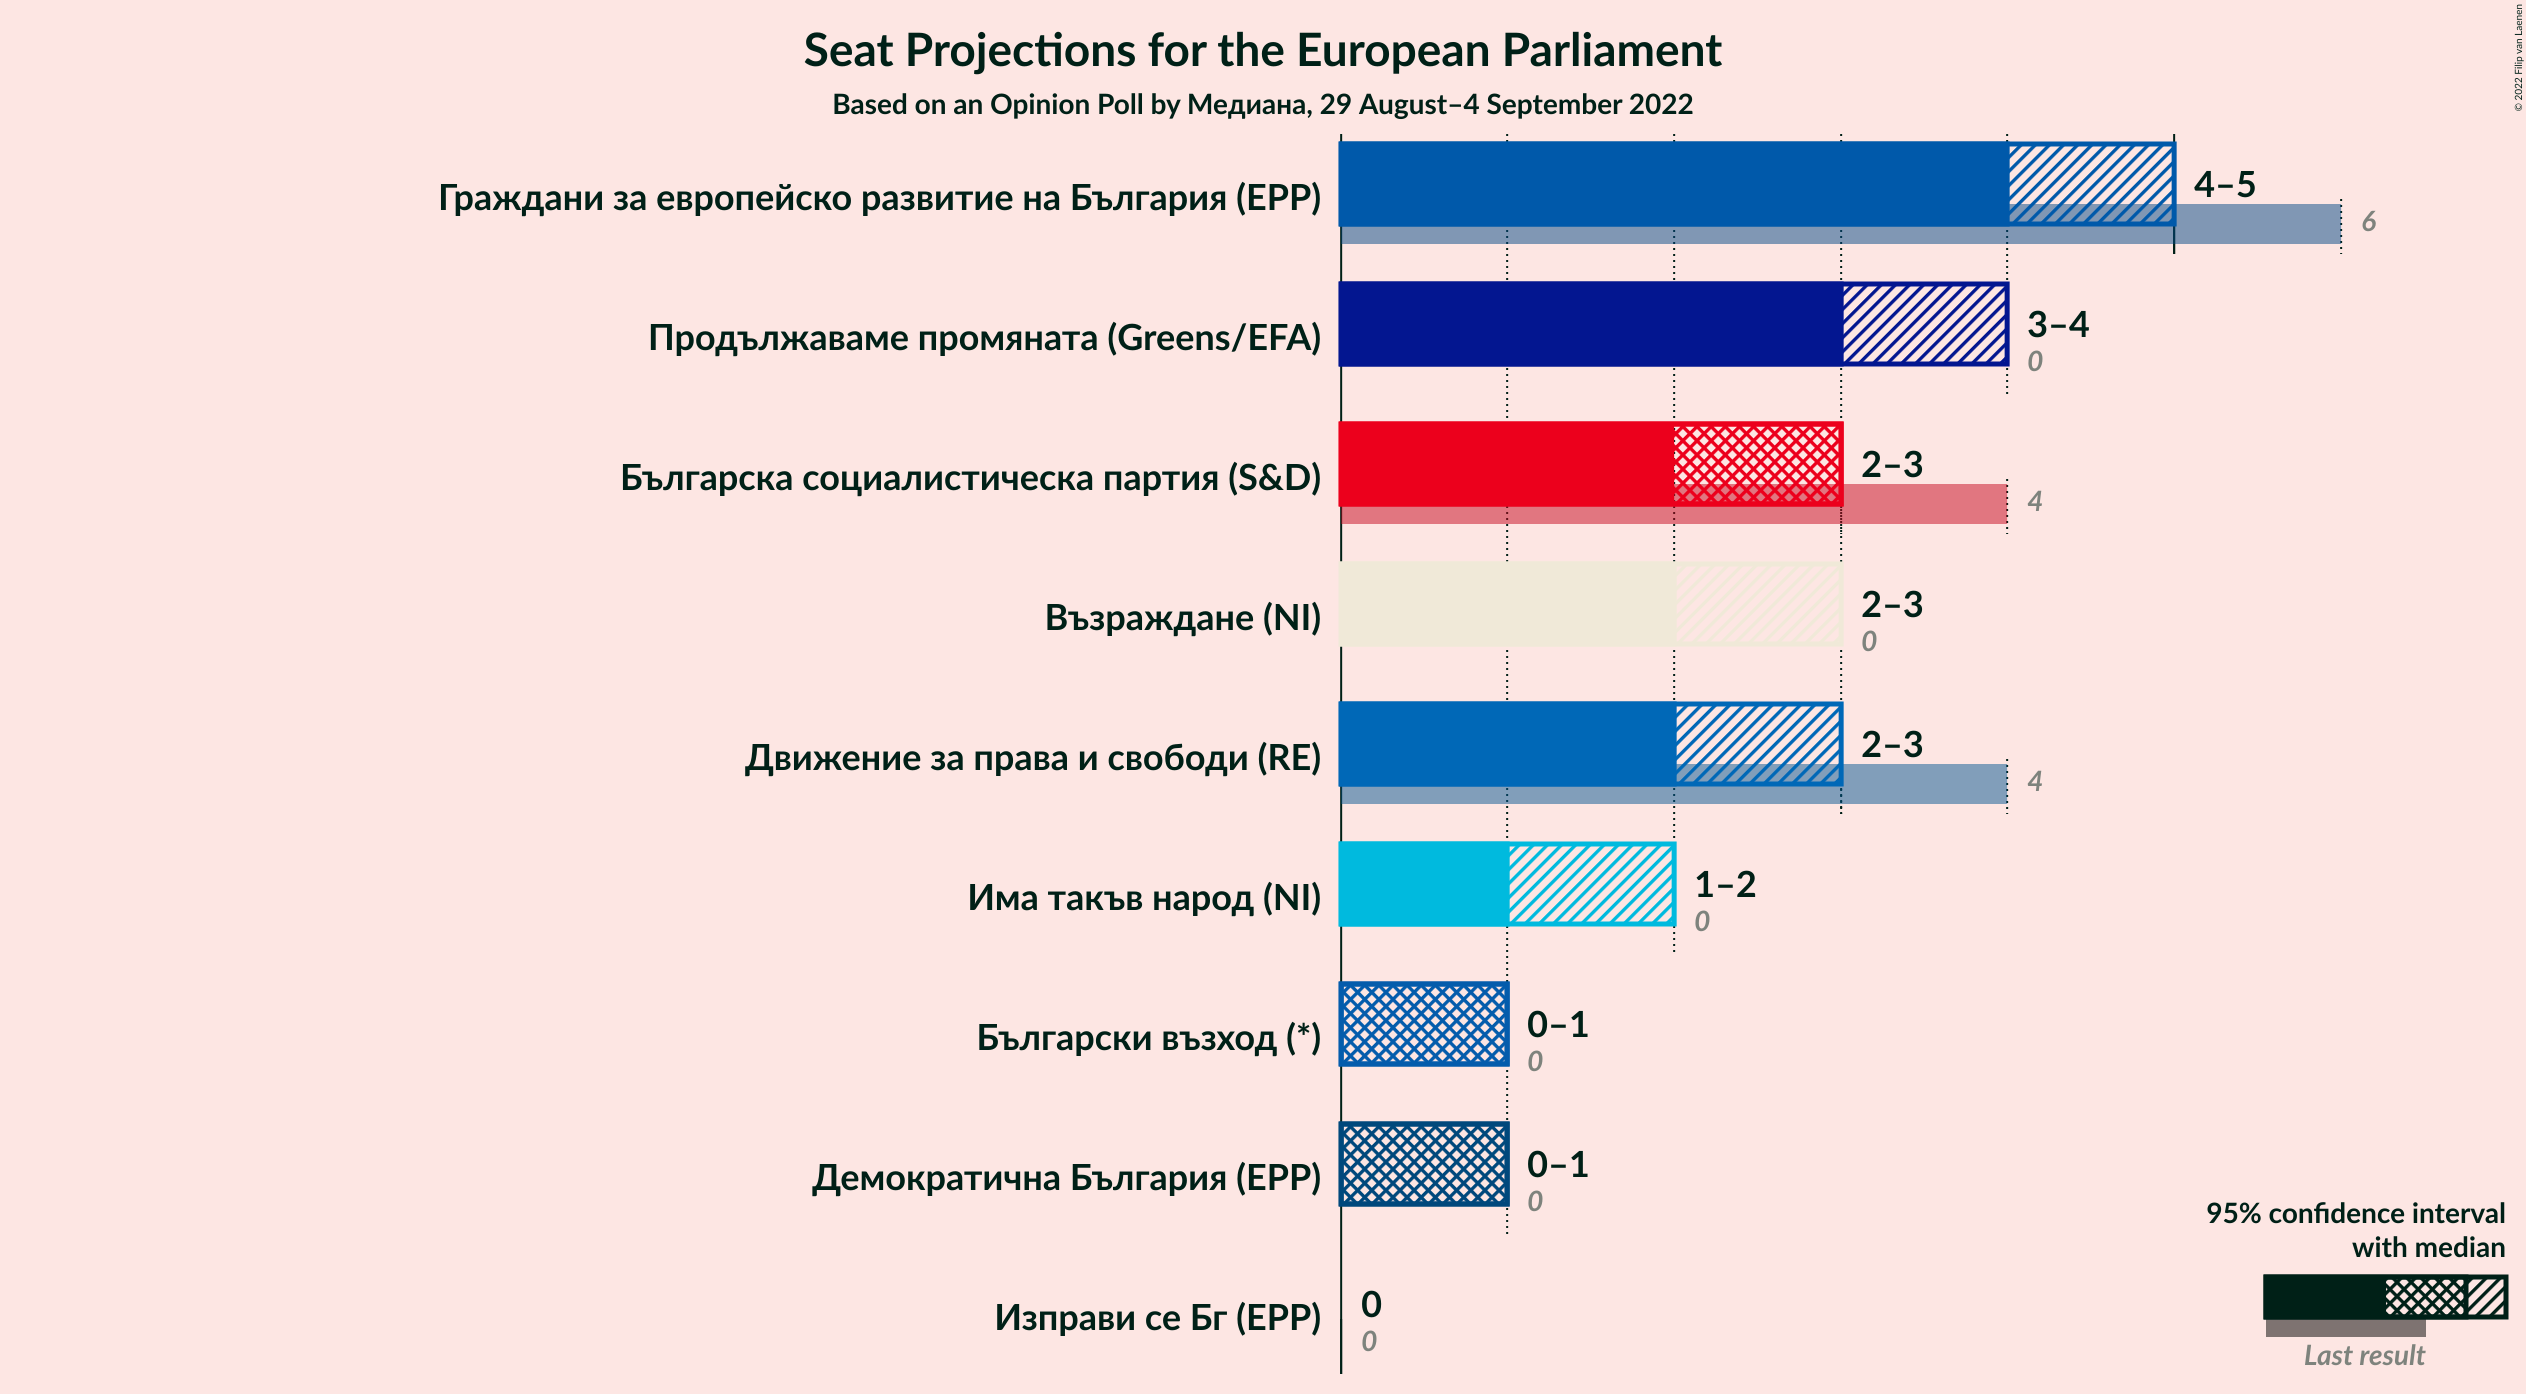 Seat Projections for the European Parliament
Based on an Opinion Poll by Медиана, 29 August–4 September 2022
© 2022 Filip van Laenen
Граждани за европейско развитие на България (EPP)
4–5
6
Продължаваме промяната (Greens/EFA)
3–4
0
Българска социалистическа партия (S&D)
2–3
4
Възраждане (NI)
2–3
0
Движение за права и свободи (RE)
2–3
4
Има такъв народ (NI)
1–2
0
Български възход (*)
0–1
0
Демократична България (EPP)
0–1
0
Изправи се Бг (EPP)
0
0
95% confidence interval
with median
Last result